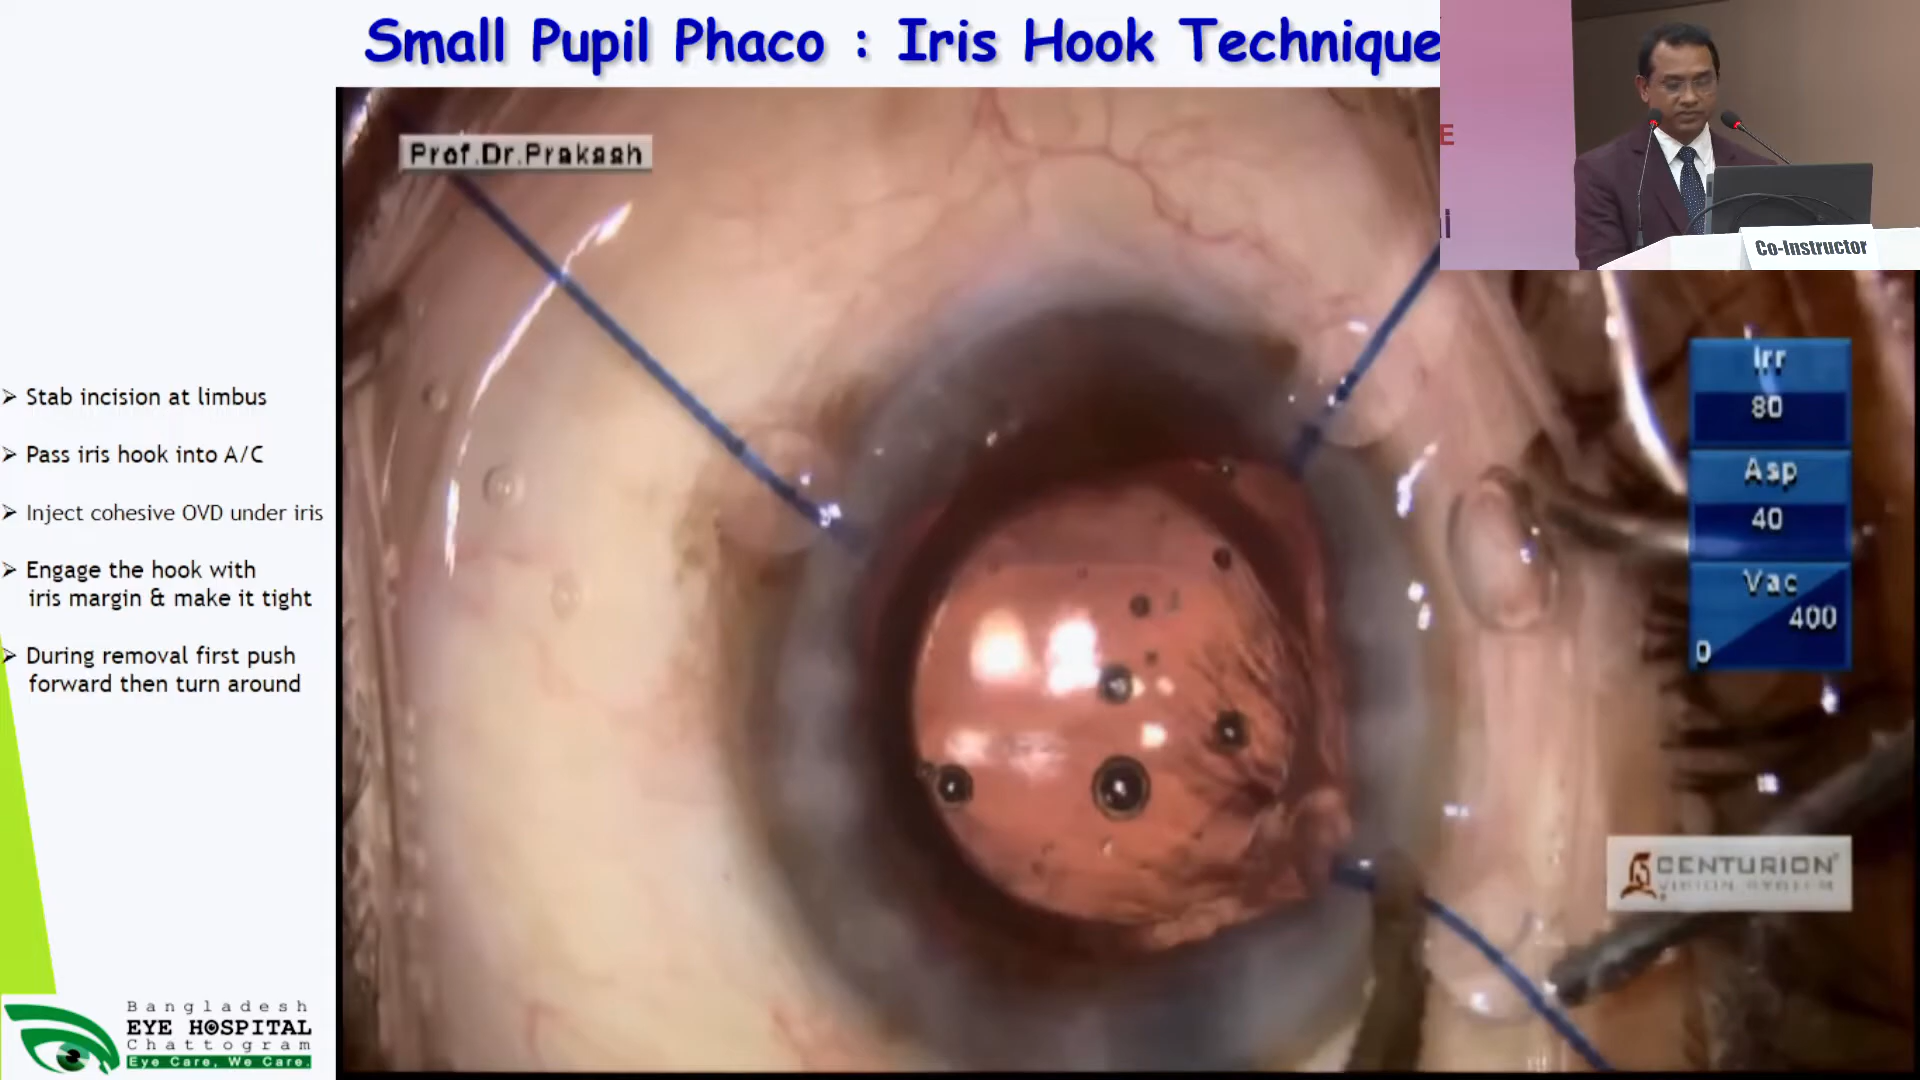 Small Pupil Phaco : Iris Hook Technique
Prof.Dr.Prakash
E
i
Co-Instructor
➢ Stab incision at limbus
➢ Pass iris hook into A/C
➢ Inject cohesive OVD under iris
➢ Engage the hook with
iris margin & make it tight
➢ During removal first push
forward then turn around
Irr
80
Asp
40
Vac
400
0
CENTURION
VISION SYSTEM
Bangladesh
EYE HOSPITAL
Chattogram
Eye Care, We Care.